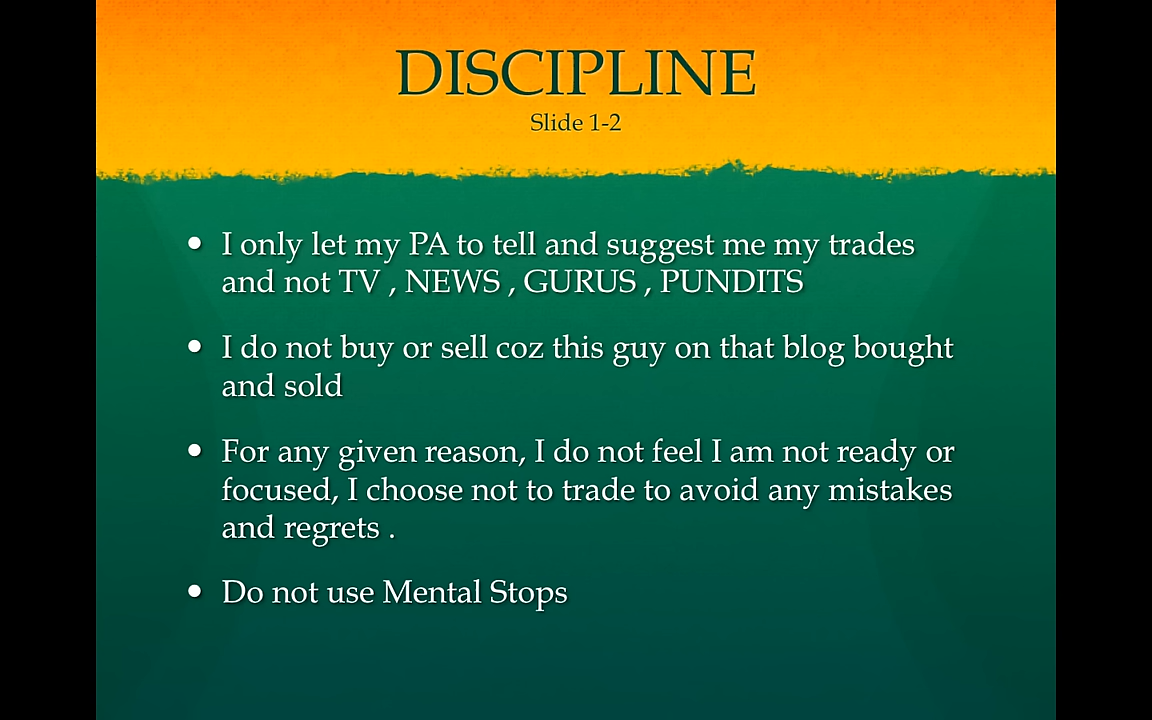 DISCIPLINE
Slide 1-2
• I only let my PA to tell and suggest me my trades
and not TV , NEWS , GURUS , PUNDITS
• I do not buy or sell coz this guy on that blog bought
and sold
• For any given reason, I do not feel I am not ready or
focused, I choose not to trade to avoid any mistakes
and regrets .
• Do not use Mental Stops